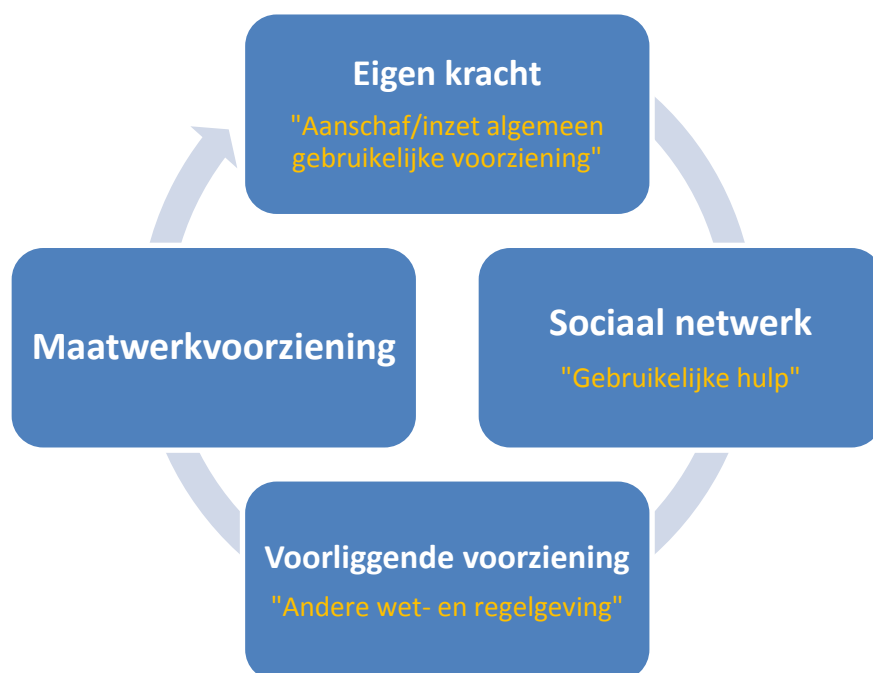 Eigen kracht
"Aanschaf/inzet algemeen
gebruikelijke voorziening"
Sociaal netwerk
"Gebruikelijke hulp"
Voorliggende voorziening
"Andere wet- en regelgeving"
Maatwerkvoorziening